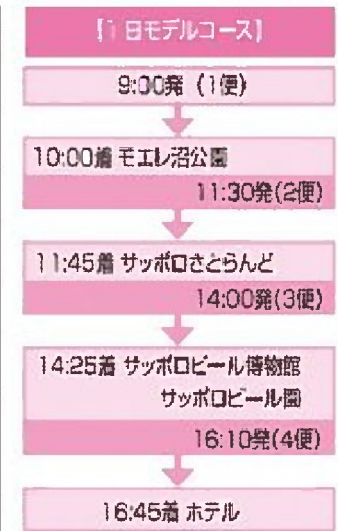 【1日モデルコース】
9:00発（1便）
10:00着 モエレ沼公園
11:30発(2便)
11:45着 サッポロさとらんど
14:00発(3便)
14:25着 サッポロビール博物館
サッポロビール園
16:10発(4便)
16:45着 ホテル